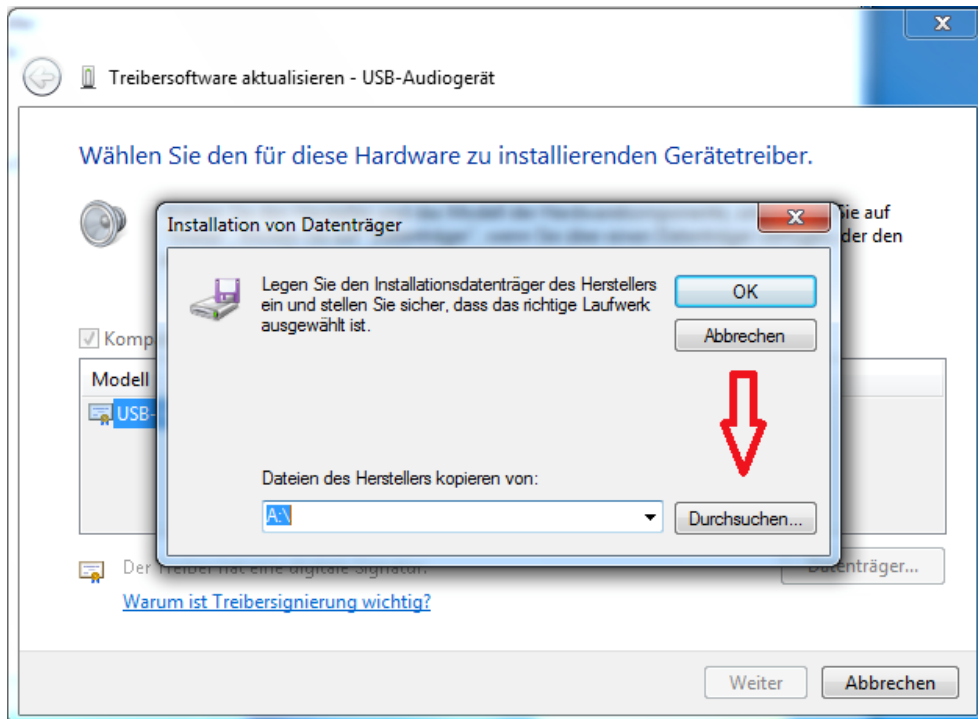 Treibersoftware aktualisieren - USB-Audiogerät
Wählen Sie den für diese Hardware zu installierenden Gerätetreiber.
Sie auf
der den
Installation von Datenträger
Legen Sie den Installationsdatenträger des Herstellers
ein und stellen Sie sicher, dass das richtige Laufwerk
ausgewählt ist.
OK
Abbrechen
Komp
Modell
USB-
Dateien des Herstellers kopieren von:
A:\
Durchsuchen...
Der Treiber hat eine digitale Signatur.
Datenträger...
Warum ist Treibersignierung wichtig?
Weiter
Abbrechen